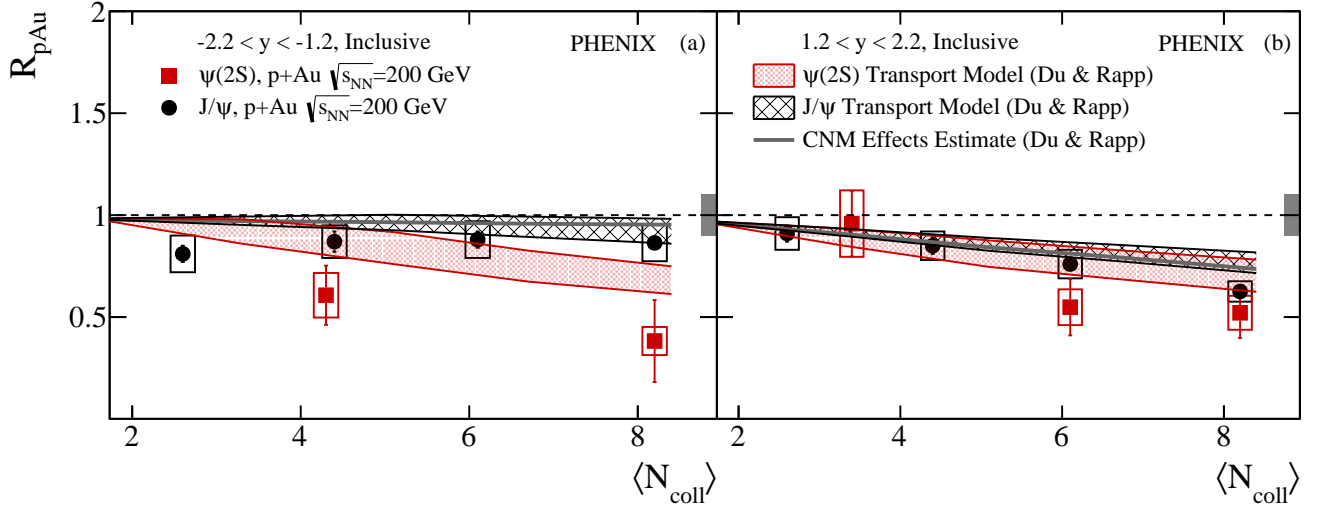 R_pAu
2
1.5
1
0.5
-2.2 < y < -1.2, Inclusive
PHENIX (a)
ψ(2S), p+Au √s_NN=200 GeV
J/ψ, p+Au √s_NN=200 GeV
2 4 6 8
⟨N_coll⟩
1.2 < y < 2.2, Inclusive
PHENIX (b)
ψ(2S) Transport Model (Du & Rapp)
J/ψ Transport Model (Du & Rapp)
CNM Effects Estimate (Du & Rapp)
2 4 6 8
⟨N_coll⟩